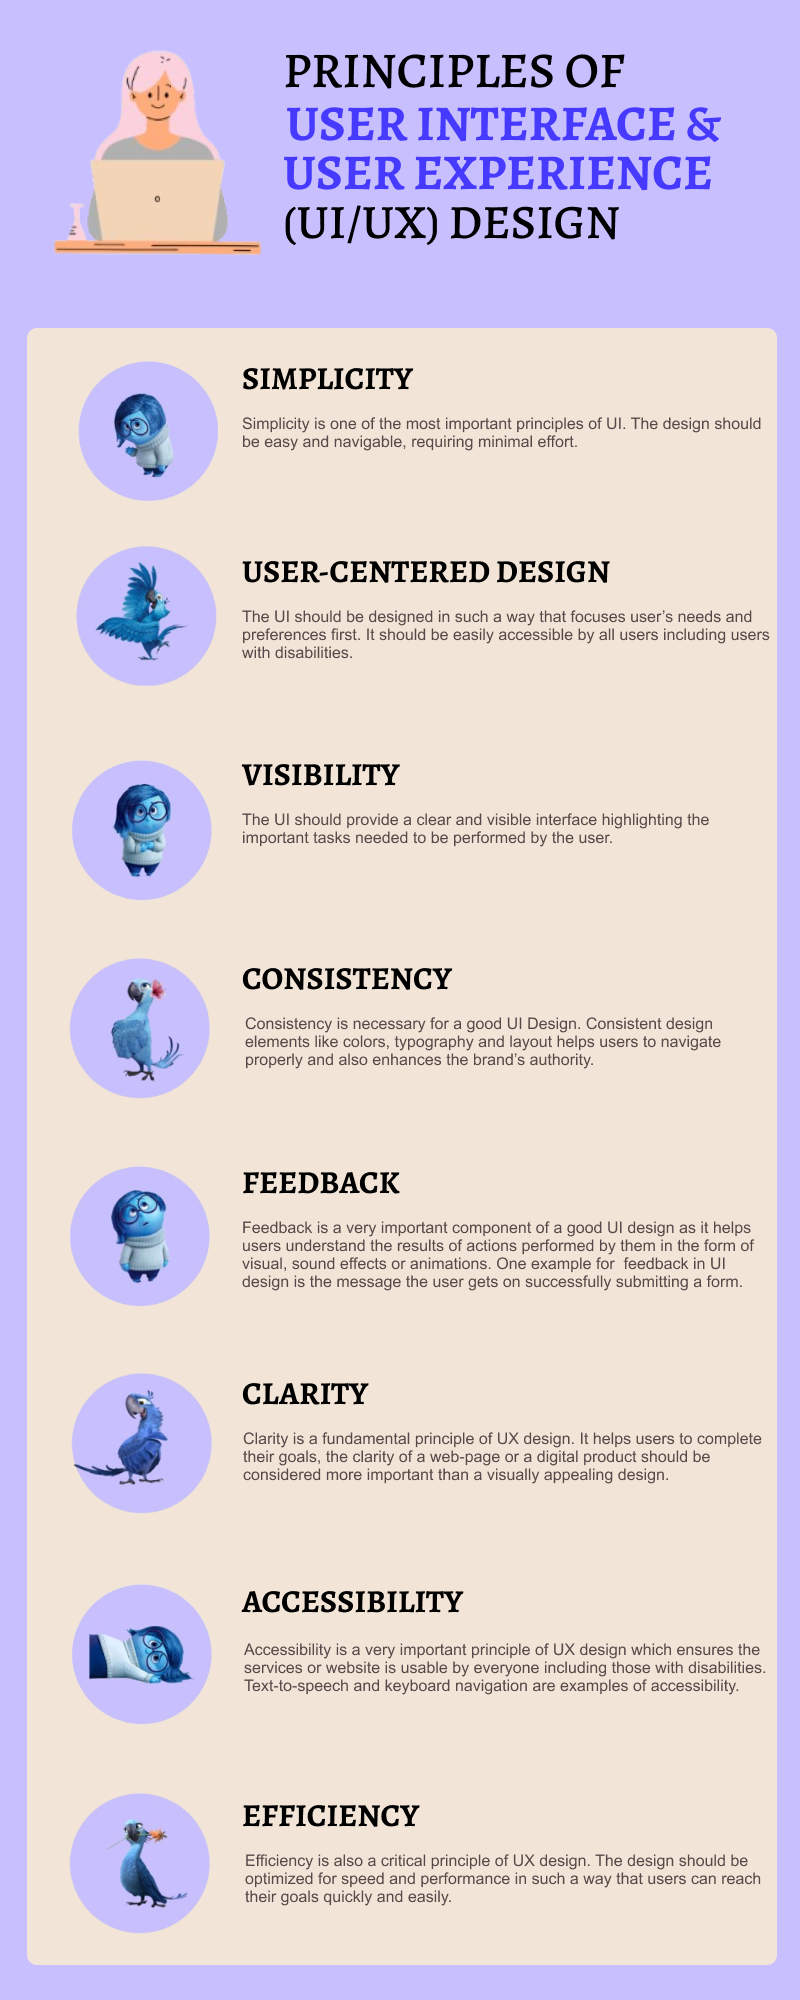 PRINCIPLES OF
USER INTERFACE &
USER EXPERIENCE
(UI/UX) DESIGN
SIMPLICITY
Simplicity is one of the most important principles of UI. The design should
be easy and navigable, requiring minimal effort.
USER-CENTERED DESIGN
The UI should be designed in such a way that focuses user’s needs and
preferences first. It should be easily accessible by all users including users
with disabilities.
VISIBILITY
The UI should provide a clear and visible interface highlighting the
important tasks needed to be performed by the user.
CONSISTENCY
Consistency is necessary for a good UI Design. Consistent design
elements like colors, typography and layout helps users to navigate
properly and also enhances the brand’s authority.
FEEDBACK
Feedback is a very important component of a good UI design as it helps
users understand the results of actions performed by them in the form of
visual, sound effects or animations. One example for  feedback in UI
design is the message the user gets on successfully submitting a form.
CLARITY
Clarity is a fundamental principle of UX design. It helps users to complete
their goals, the clarity of a web-page or a digital product should be
considered more important than a visually appealing design.
ACCESSIBILITY
Accessibility is a very important principle of UX design which ensures the
services or website is usable by everyone including those with disabilities.
Text-to-speech and keyboard navigation are examples of accessibility.
EFFICIENCY
Efficiency is also a critical principle of UX design. The design should be
optimized for speed and performance in such a way that users can reach
their goals quickly and easily.